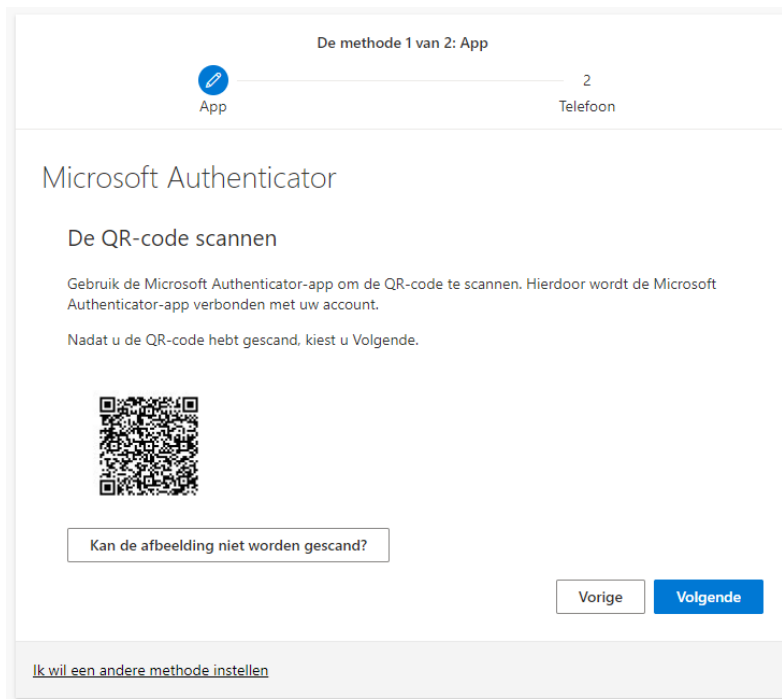 De methode 1 van 2: App
2
App
Telefoon
Microsoft Authenticator
De QR-code scannen
Gebruik de Microsoft Authenticator-app om de QR-code te scannen. Hierdoor wordt de Microsoft
Authenticator-app verbonden met uw account.
Nadat u de QR-code hebt gescand, kiest u Volgende.
Kan de afbeelding niet worden gescand?
Vorige
Volgende
Ik wil een andere methode instellen